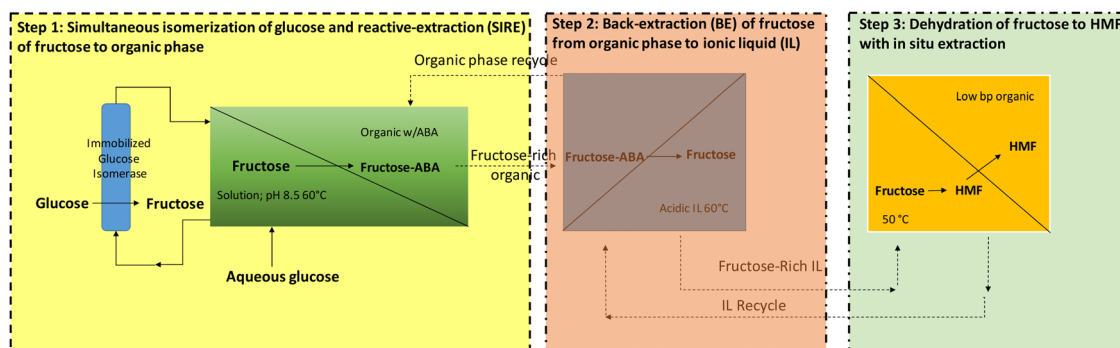 Step 1: Simultaneous isomerization of glucose and reactive-extraction (SIRE)
of fructose to organic phase
Immobilized
Glucose
Isomerase
Glucose
Fructose
Organic w/ABA
Fructose
Fructose-ABA
Solution; pH 8.5 60°C
Aqueous glucose
Organic phase recycle
Fructose-rich
organic
Step 2: Back-extraction (BE) of fructose
from organic phase to ionic liquid (IL)
Fructose-ABA
Fructose
Acidic IL 60°C
Fructose-Rich IL
IL Recycle
Step 3: Dehydration of fructose to HMF
with in situ extraction
Low bp organic
HMF
Fructose
HMF
50 °C